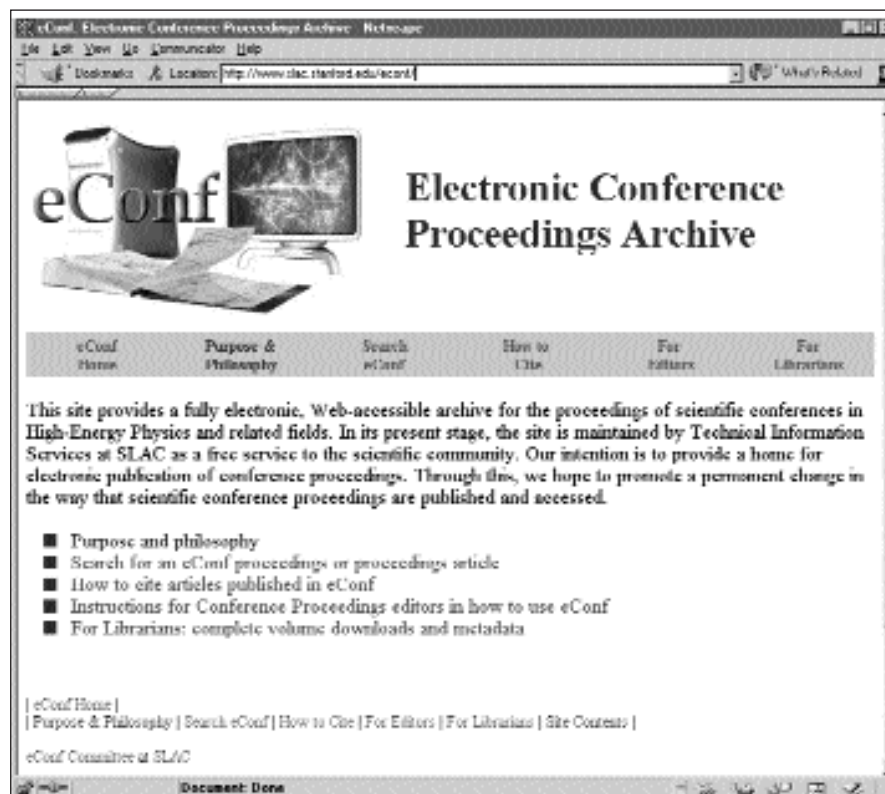 eConf. Electronic Conference Proceedings Archive - Netscape
File Edit View Go Communicator Help
Bookmarks Location: http://www.slac.stanford.edu/econf/ What's Related
eConf
Electronic Conference
Proceedings Archive
eConf Home
Purpose & Philosophy
Search eConf
How to Cite
For Editors
For Librarians
This site provides a fully electronic, Web-accessible archive for the proceedings of scientific conferences in
High-Energy Physics and related fields. In its present stage, the site is maintained by Technical Information
Services at SLAC as a free service to the scientific community. Our intention is to provide a home for
electronic publication of conference proceedings. Through this, we hope to promote a permanent change in
the way that scientific conference proceedings are published and accessed.
Purpose and philosophy
Search for an eConf proceedings or proceedings article
How to cite articles published in eConf
Instructions for Conference Proceedings editors in how to use eConf
For Librarians: complete volume downloads and metadata
| eConf Home |
| Purpose & Philosophy | Search eConf | How to Cite | For Editors | For Librarians | Site Contents |
eConf Committee at SLAC
Document: Done